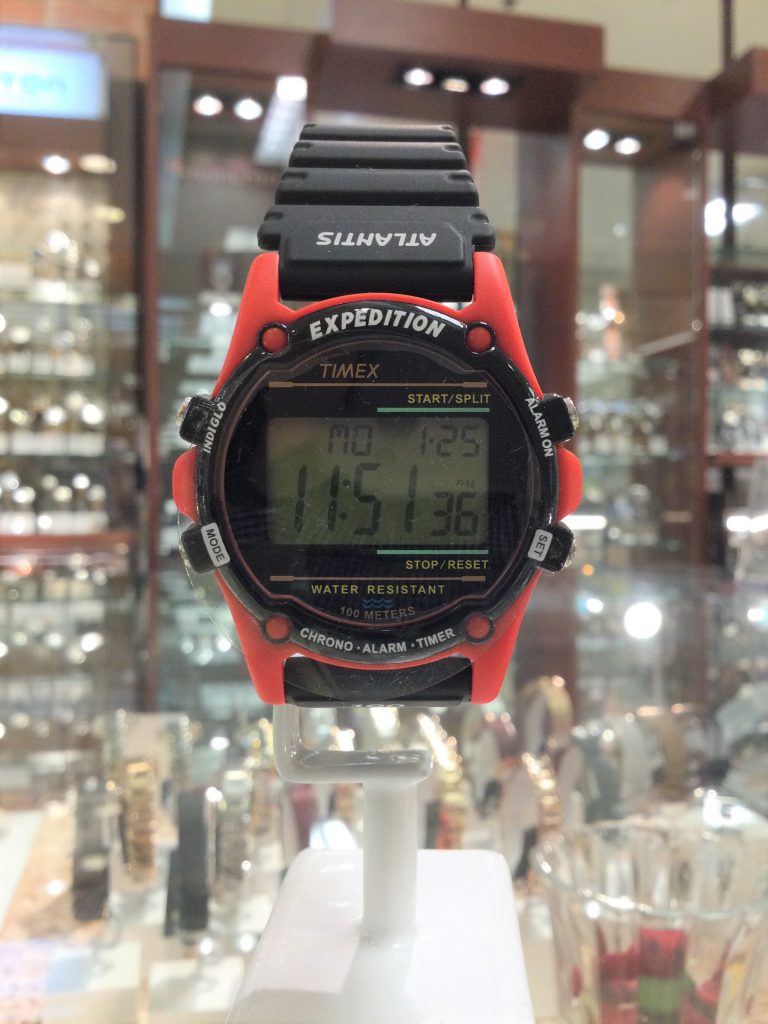 ATLANTIS
EXPEDITION
TIMEX
START/SPLIT
INDIGLO
ALARM ON
MO 1-25
PM
11:51 36
MODE
SET
STOP/RESET
WATER RESISTANT
100 METERS
CHRONO · ALARM · TIMER